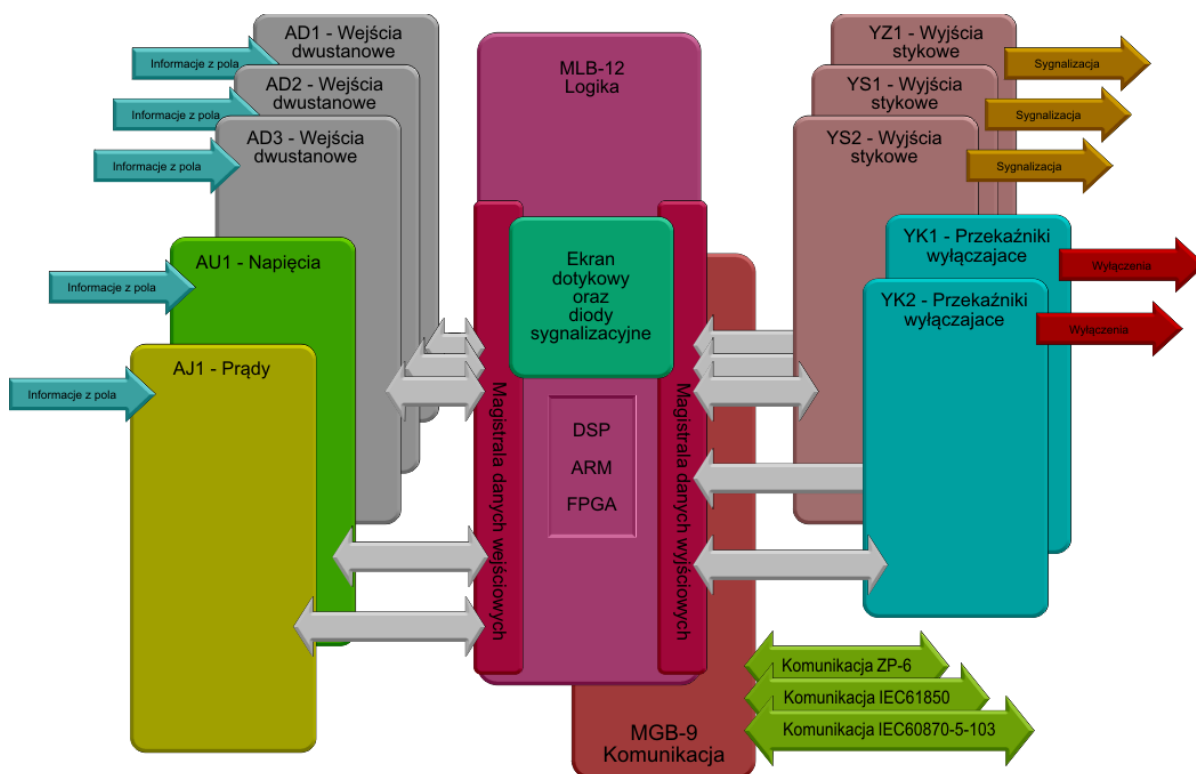 AD1 - Wejścia
dwustanowe
Informacje z pola
AD2 - Wejścia
dwustanowe
Informacje z pola
AD3 - Wejścia
dwustanowe
Informacje z pola
AU1 - Napięcia
Informacje z pola
AJ1 - Prądy
Informacje z pola
MLB-12
Logika
Ekran
dotykowy
oraz
diody
sygnalizacyjne
Magistrala danych wejściowych
DSP
ARM
FPGA
Magistrala danych wyjściowych
MGB-9
Komunikacja
YZ1 - Wyjścia
stykowe
Sygnalizacja
YS1 - Wyjścia
stykowe
Sygnalizacja
YS2 - Wyjścia
stykowe
Sygnalizacja
YK1 - Przekaźniki
wyłączajace
Wyłączenia
YK2 - Przekaźniki
wyłączajace
Wyłączenia
Komunikacja ZP-6
Komunikacja IEC61850
Komunikacja IEC60870-5-103